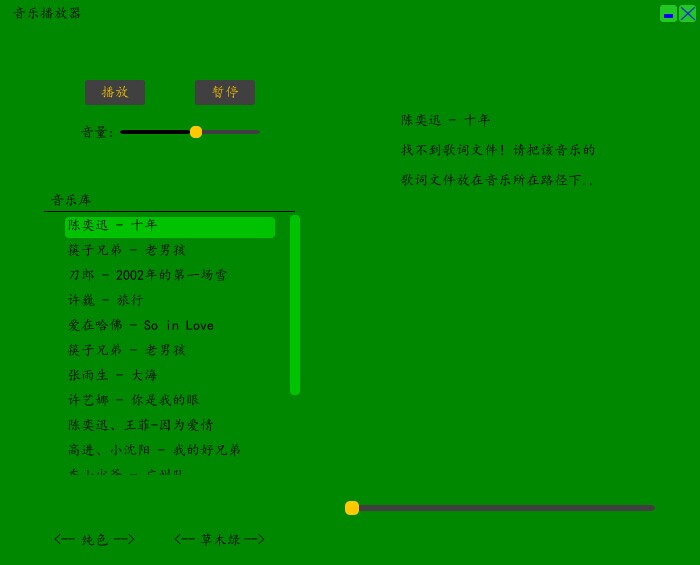 音乐播放器
播放 暂停
音量:
陈奕迅 - 十年
找不到歌词文件! 请把该音乐的
歌词文件放在音乐所在路径下..
音乐库
陈奕迅 - 十年
筷子兄弟 - 老男孩
刀郎 - 2002年的第一场雪
许巍 - 旅行
爱在哈佛 - So in Love
筷子兄弟 - 老男孩
张雨生 - 大海
许艺娜 - 你是我的眼
陈奕迅、王菲-因为爱情
高进、小沈阳 - 我的好兄弟
<-- 纯色 --> <-- 草木绿 -->